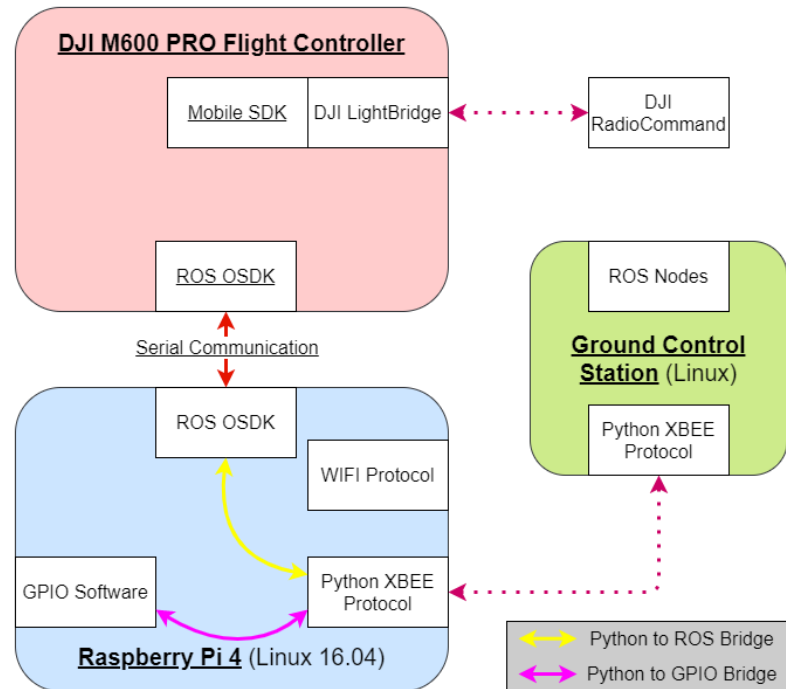 DJI M600 PRO Flight Controller
Mobile SDK
DJI LightBridge
DJI
RadioCommand
ROS OSDK
ROS Nodes
Serial Communication
Ground Control
Station (Linux)
ROS OSDK
Python XBEE
Protocol
WIFI Protocol
GPIO Software
Python XBEE
Protocol
Raspberry Pi 4 (Linux 16.04)
Python to ROS Bridge
Python to GPIO Bridge